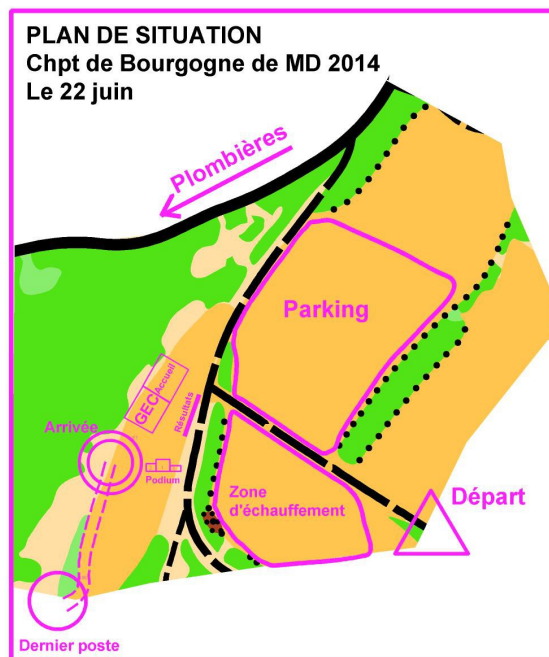 PLAN DE SITUATION
Chpt de Bourgogne de MD 2014
Le 22 juin
Plombières
Parking
Accueil
GEC
Résultats
Arrivée
Podium
Zone
d'échauffement
Départ
Dernier poste